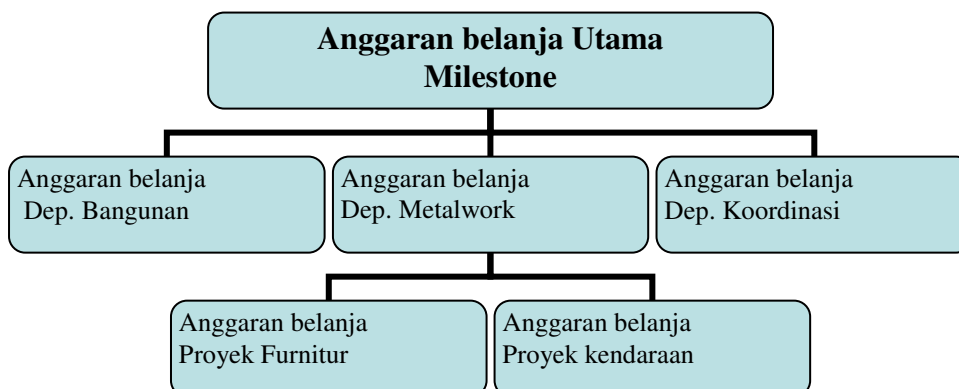 Anggaran belanja Utama
Milestone
Anggaran belanja
Dep. Bangunan
Anggaran belanja
Dep. Metalwork
Anggaran belanja
Dep. Koordinasi
Anggaran belanja
Proyek Furnitur
Anggaran belanja
Proyek kendaraan